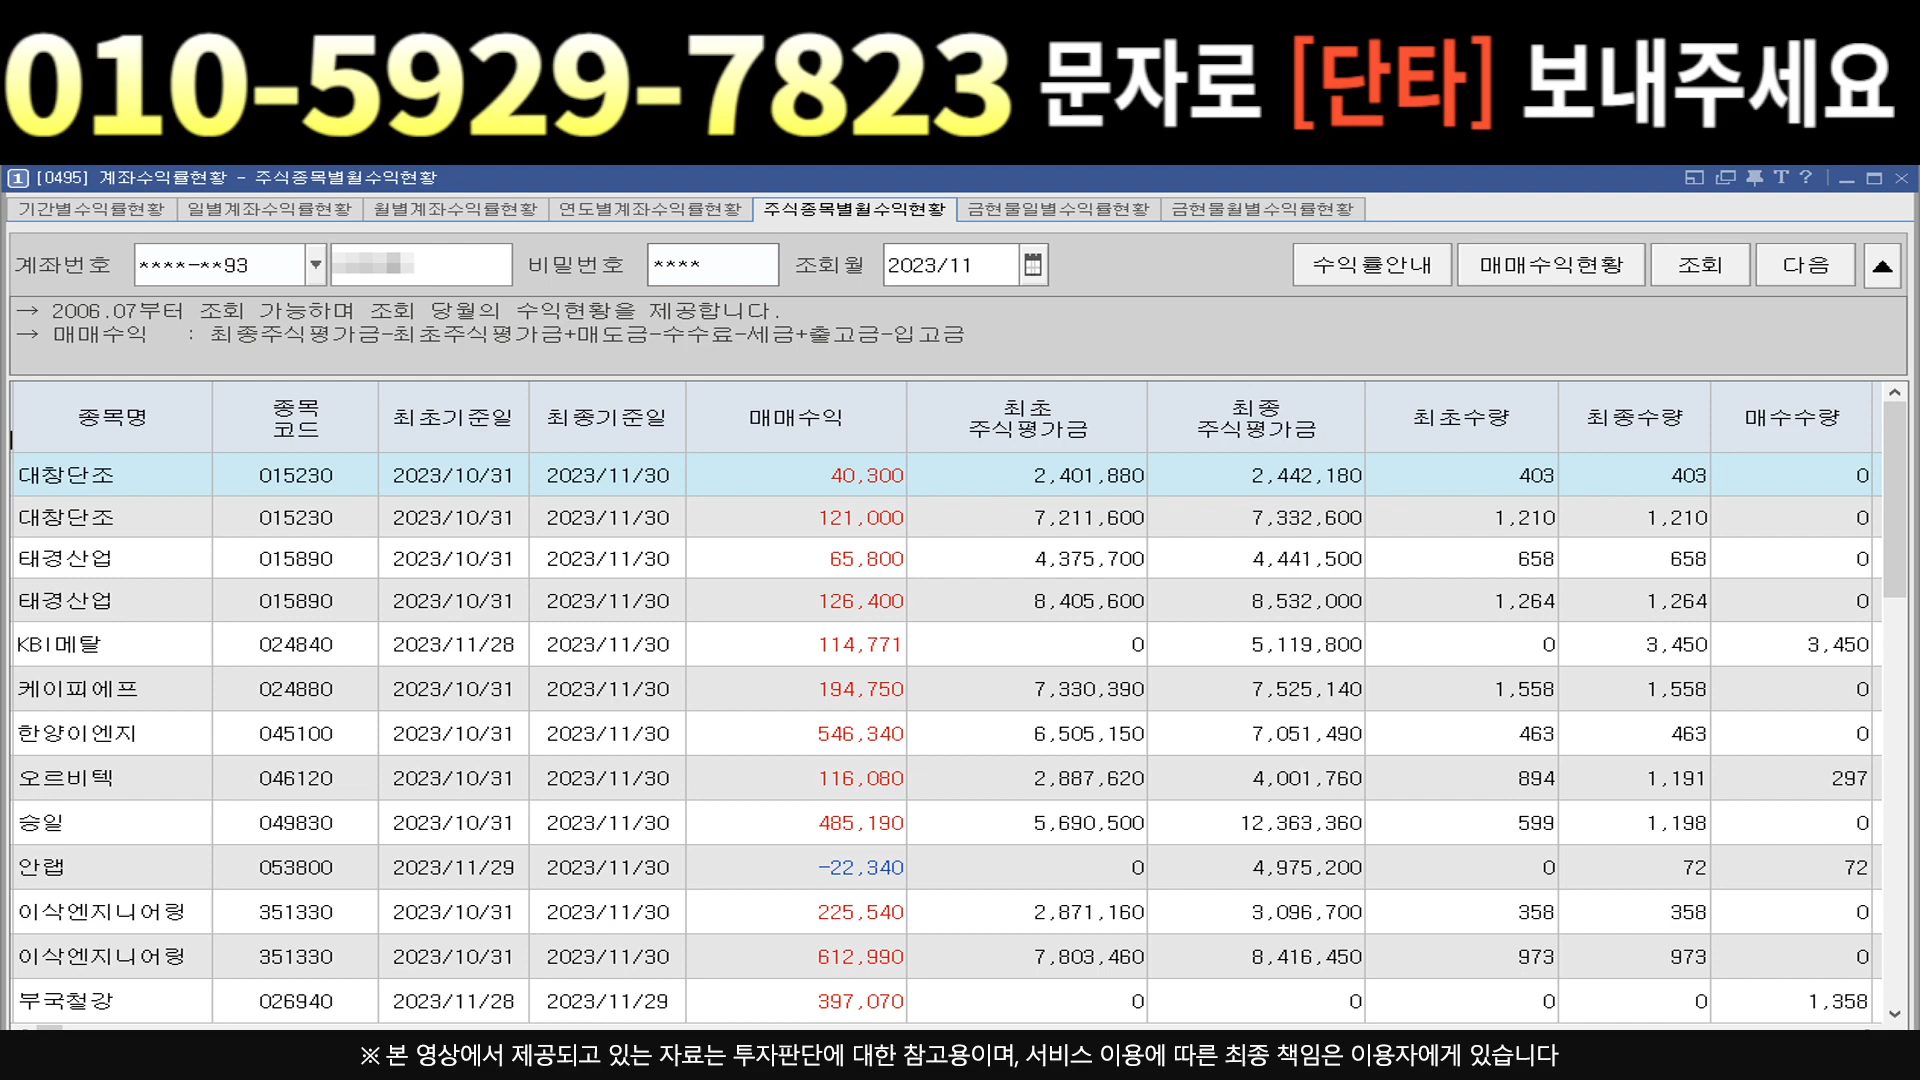 010-5929-7823 문자로 [단타] 보내주세요
1 [0495] 계좌수익률현황 - 주식종목별월수익현황 T ?
기간별수익률현황 일별계좌수익률현황 월별계좌수익률현황 연도별계좌수익률현황 주식종목별월수익현황 금현물일별수익률현황 금현물월별수익률현황
계좌번호 ****-**93 비밀번호 **** 조회월 2023/11 수익률안내 매매수익현황 조회 다음
→ 2006.07부터 조회 가능하며 조회 당월의 수익현황을 제공합니다.
→ 매매수익 : 최종주식평가금-최초주식평가금+매도금-수수료-세금+출고금-입고금
종목명 종목 코드 최초기준일 최종기준일 매매수익 최초 주식평가금 최종 주식평가금 최초수량 최종수량 매수수량
대창단조 015230 2023/10/31 2023/11/30 40,300 2,401,880 2,442,180 403 403 0
대창단조 015230 2023/10/31 2023/11/30 121,000 7,211,600 7,332,600 1,210 1,210 0
태경산업 015890 2023/10/31 2023/11/30 65,800 4,375,700 4,441,500 658 658 0
태경산업 015890 2023/10/31 2023/11/30 126,400 8,405,600 8,532,000 1,264 1,264 0
KBI메탈 024840 2023/11/28 2023/11/30 114,771 0 5,119,800 0 3,450 3,450
케이피에프 024880 2023/10/31 2023/11/30 194,750 7,330,390 7,525,140 1,558 1,558 0
한양이엔지 045100 2023/10/31 2023/11/30 546,340 6,505,150 7,051,490 463 463 0
오르비텍 046120 2023/10/31 2023/11/30 116,080 2,887,620 4,001,760 894 1,191 297
승일 049830 2023/10/31 2023/11/30 485,190 5,690,500 12,363,360 599 1,198 0
안랩 053800 2023/11/29 2023/11/30 -22,340 0 4,975,200 0 72 72
이삭엔지니어링 351330 2023/10/31 2023/11/30 225,540 2,871,160 3,096,700 358 358 0
이삭엔지니어링 351330 2023/10/31 2023/11/30 612,990 7,803,460 8,416,450 973 973 0
부국철강 026940 2023/11/28 2023/11/29 397,070 0 0 0 0 1,358
※ 본 영상에서 제공되고 있는 자료는 투자판단에 대한 참고용이며, 서비스 이용에 따른 최종 책임은 이용자에게 있습니다